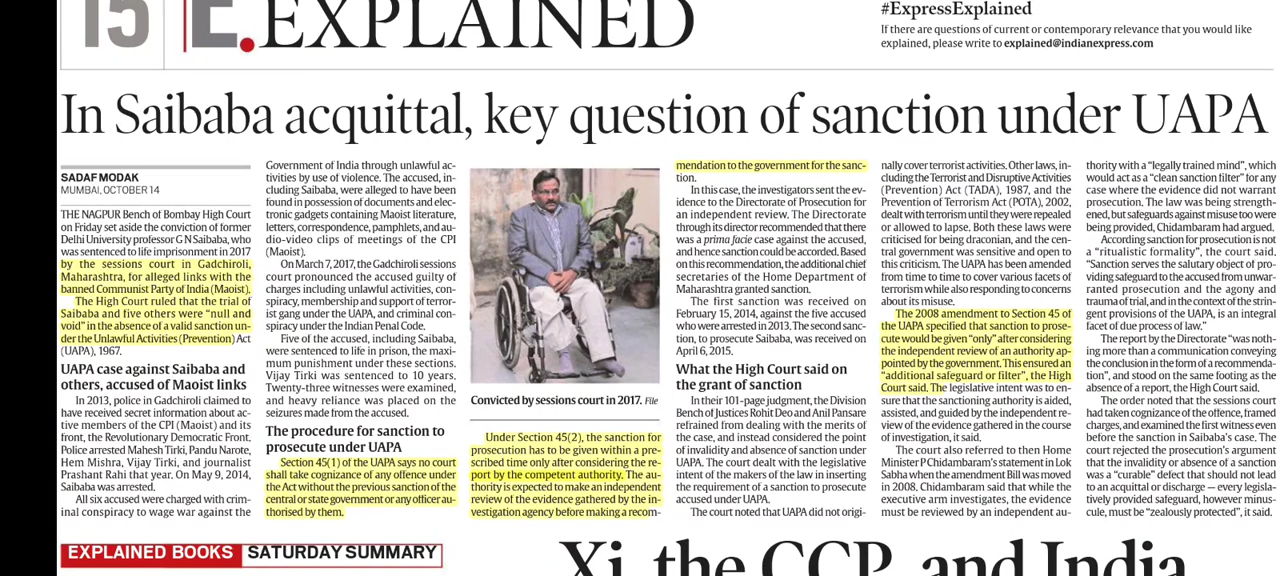 15
E.EXPLAINED
#ExpressExplained
If there are questions of current or contemporary relevance that you would like
explained, please write to explained@indianexpress.com
In Saibaba acquittal, key question of sanction under UAPA
SADAF MODAK
MUMBAI, OCTOBER 14
THE NAGPUR Bench of Bombay High Court
on Friday set aside the conviction of former
Delhi University professor G N Saibaba, who
was sentenced to life imprisonment in 2017
by the sessions court in Gadchiroli,
Maharashtra, for alleged links with the
banned Communist Party of India (Maoist).
The High Court ruled that the trial of
Saibaba and five others were “null and
void” in the absence of a valid sanction un-
der the Unlawful Activities (Prevention) Act
(UAPA), 1967.
UAPA case against Saibaba and
others, accused of Maoist links
In 2013, police in Gadchiroli claimed to
have received secret information about ac-
tive members of the CPI (Maoist) and its
front, the Revolutionary Democratic Front.
Police arrested Mahesh Tirki, Pandu Narote,
Hem Mishra, Vijay Tirki, and journalist
Prashant Rahi that year. On May 9, 2014,
Saibaba was arrested.
All six accused were charged with crim-
inal conspiracy to wage war against the
Government of India through unlawful ac-
tivities by use of violence. The accused, in-
cluding Saibaba, were alleged to have been
found in possession of documents and elec-
tronic gadgets containing Maoist literature,
letters, correspondence, pamphlets, and au-
dio-video clips of meetings of the CPI
(Maoist).
On March 7, 2017, the Gadchiroli sessions
court pronounced the accused guilty of
charges including unlawful activities, con-
spiracy, membership and support of terror-
ist gang under the UAPA, and criminal con-
spiracy under the Indian Penal Code.
Five of the accused, including Saibaba,
were sentenced to life in prison, the maxi-
mum punishment under these sections.
Vijay Tirki was sentenced to 10 years.
Twenty-three witnesses were examined,
and heavy reliance was placed on the
seizures made from the accused.
The procedure for sanction to
prosecute under UAPA
Section 45(1) of the UAPA says no court
shall take cognizance of any offence under
the Act without the previous sanction of the
central or state government or any officer au-
thorised by them.
Convicted by sessions court in 2017. File
Under Section 45(2), the sanction for
prosecution has to be given within a pre-
scribed time only after considering the re-
port by the competent authority. The au-
thority is expected to make an independent
review of the evidence gathered by the in-
vestigation agency before making a recom-
mendation to the government for the sanc-
tion.
In this case, the investigators sent the ev-
idence to the Directorate of Prosecution for
an independent review. The Directorate
through its director recommended that there
was a prima facie case against the accused,
and hence sanction could be accorded. Based
on this recommendation, the additional chief
secretaries of the Home Department of
Maharashtra granted sanction.
The first sanction was received on
February 15, 2014, against the five accused
who were arrested in 2013. The second sanc-
tion, to prosecute Saibaba, was received on
April 6, 2015.
What the High Court said on
the grant of sanction
In their 101-page judgment, the Division
Bench of Justices Rohit Deo and Anil Pansare
refrained from dealing with the merits of
the case, and instead considered the point
of invalidity and absence of sanction under
UAPA. The court dealt with the legislative
intent of the makers of the law in inserting
the requirement of a sanction to prosecute
accused under UAPA.
The court noted that UAPA did not origi-
nally cover terrorist activities. Other laws, in-
cluding the Terrorist and Disruptive Activities
(Prevention) Act (TADA), 1987, and the
Prevention of Terrorism Act (POTA), 2002,
dealt with terrorism until they were repealed
or allowed to lapse. Both these laws were
criticised for being draconian, and the cen-
tral government was sensitive and open to
this criticism. The UAPA has been amended
from time to time to cover various facets of
terrorism while also responding to concerns
about its misuse.
The 2008 amendment to Section 45 of
the UAPA specified that sanction to prose-
cute would be given “only” after considering
the independent review of an authority ap-
pointed by the government. This ensured an
“additional safeguard or filter”, the High
Court said. The legislative intent was to en-
sure that the sanctioning authority is aided,
assisted, and guided by the independent re-
view of the evidence gathered in the course
of investigation, it said.
The court also referred to then Home
Minister P Chidambaram’s statement in Lok
Sabha when the amendment Bill was moved
in 2008. Chidambaram said that while the
executive arm investigates, the evidence
must be reviewed by an independent au-
thority with a “legally trained mind”, which
would act as a “clean sanction filter” for any
case where the evidence did not warrant
prosecution. The law was being strength-
ened, but safeguards against misuse too were
being provided, Chidambaram had argued.
According sanction for prosecution is not
a “ritualistic formality”, the court said.
“Sanction serves the salutary object of pro-
viding safeguard to the accused from unwar-
ranted prosecution and the agony and
trauma of trial, and in the context of the strin-
gent provisions of the UAPA, is an integral
facet of due process of law.”
The report by the Directorate was “noth-
ing more than a communication conveying
the conclusion in the form of a recommenda-
tion”, and stood on the same footing as the
absence of a report, the High Court said.
The order noted that the sessions court
had taken cognizance of the offence, framed
charges, and examined the first witness even
before the sanction in Saibaba’s case. The
court rejected the prosecution’s argument
that the invalidity or absence of a sanction
was a “curable” defect that should not lead
to an acquittal or discharge — every legisla-
tively provided safeguard, however minus-
cule, must be “zealously protected”, it said.
EXPLAINED BOOKS SATURDAY SUMMARY
Xi, the CCP, and India